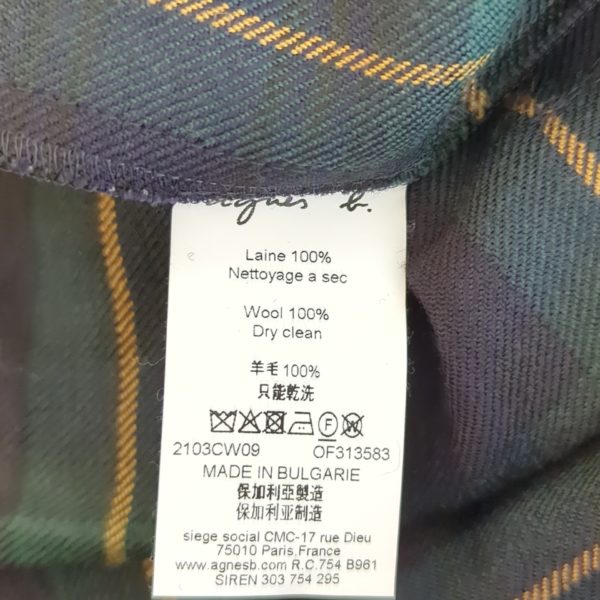 agnès b.
Laine 100%
Nettoyage a sec
Wool 100%
Dry clean
羊毛100%
只能乾洗
2103CW09 OF313583
MADE IN BULGARIE
保加利亞製造
保加利亚制造
siege social CMC-17 rue Dieu
75010 Paris,France
www.agnesb.com R.C.754 B961
SIREN 303 754 295